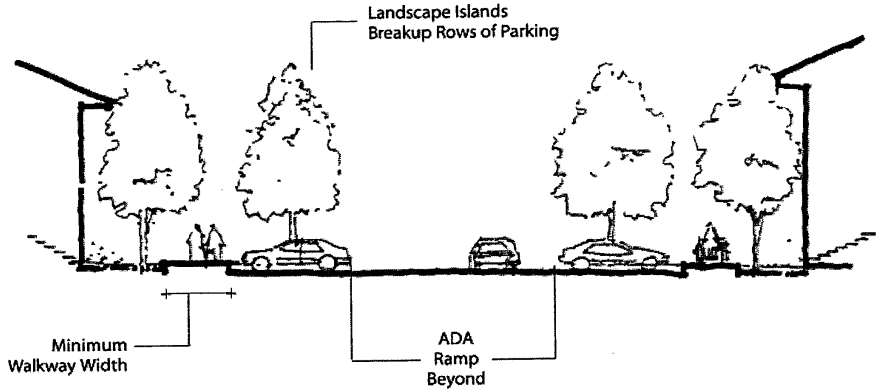 Landscape Islands
Breakup Rows of Parking
Minimum
Walkway Width
ADA
Ramp
Beyond